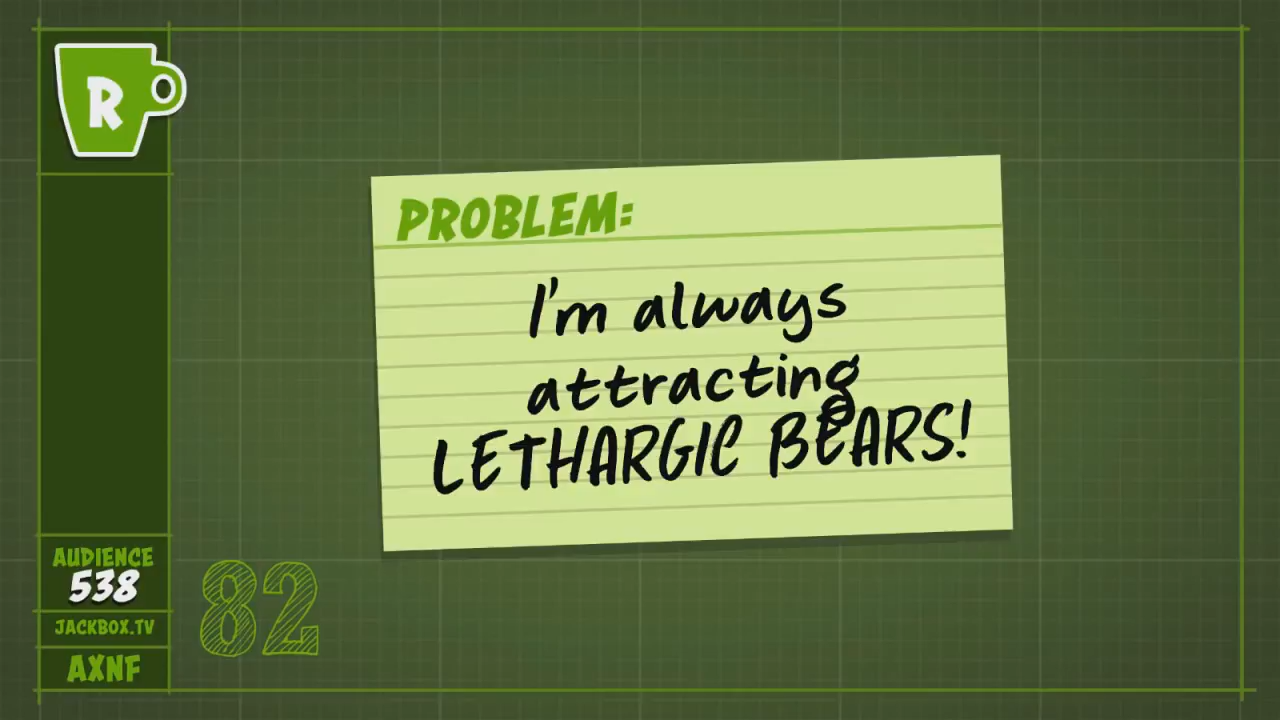 R
PROBLEM:
I'm always
attracting
LETHARGIC BEARS!
AUDIENCE
538
JACKBOX.TV
AXNF
82